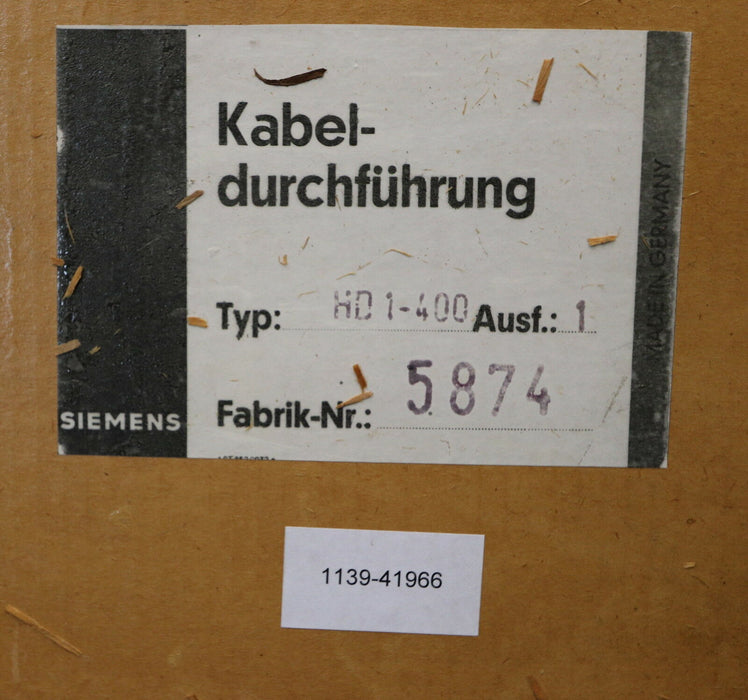 Kabel-
durchführung
Typ: HD 1-400 Ausf.: 1
Fabrik-Nr.: 5874
SIEMENS
MADE IN GERMANY
1139-41966